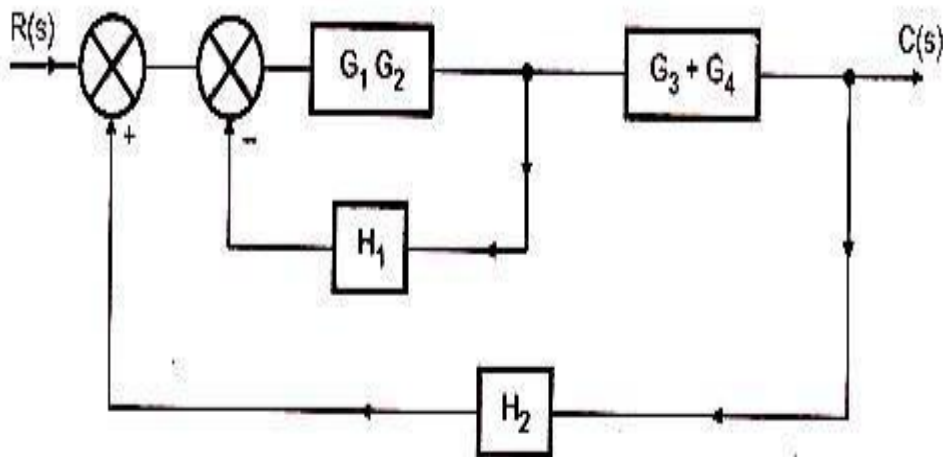 R(s)
G₁ G₂
G₃ + G₄
C(s)
+
−
H₁
H₂